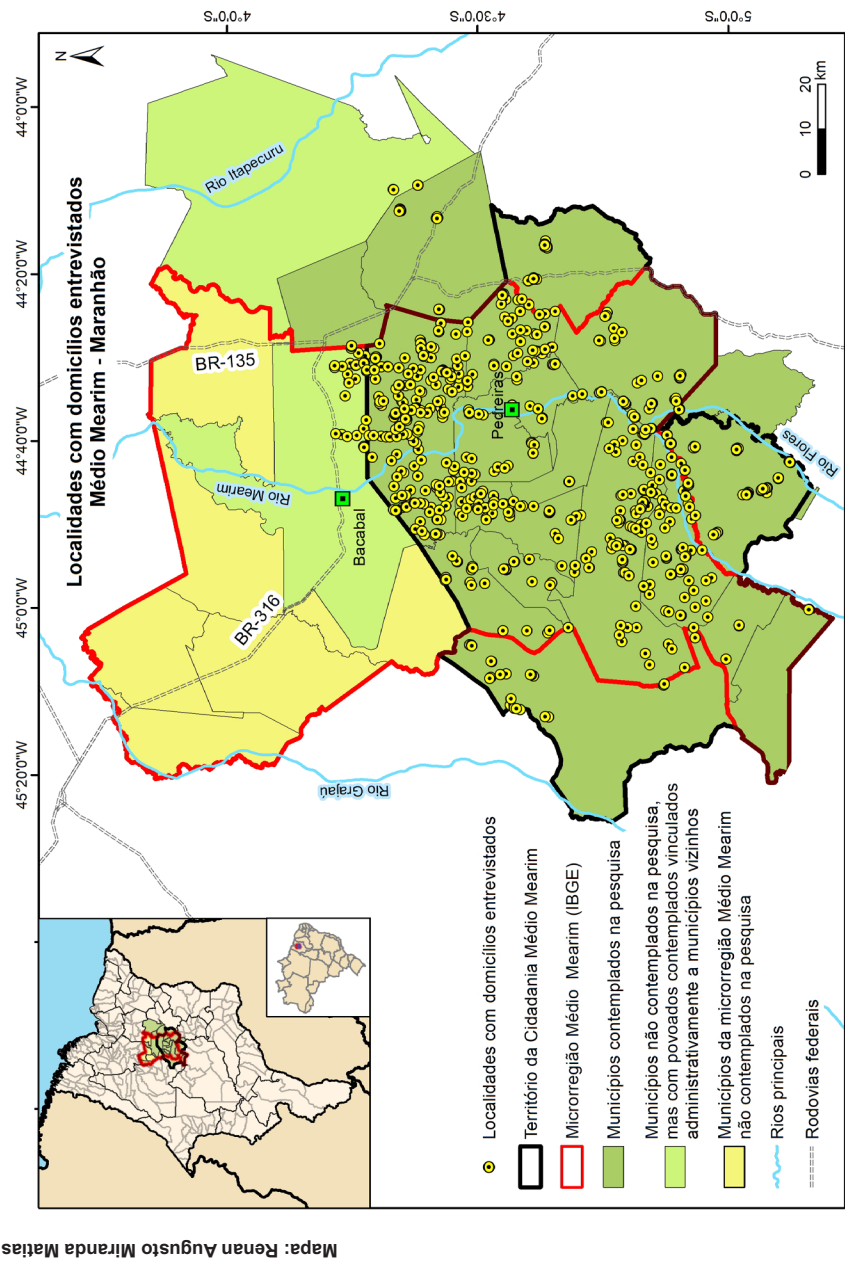 Localidades com domicílios entrevistados
Médio Mearim - Maranhão
N
44°0'0"W
44°20'0"W
44°40'0"W
45°0'0"W
45°20'0"W
4°0'0"S
4°30'0"S
5°0'0"S
Rio Itapecuru
BR-135
Rio Mearim
Bacabal
BR-316
Rio Grajaú
Pedreiras
Rio Flores
0 10 20
km
Localidades com domicílios entrevistados
Território da Cidadania Médio Mearim
Microrregião Médio Mearim (IBGE)
Municípios contemplados na pesquisa
Municípios não contemplados na pesquisa,
mas com povoados contemplados vinculados
administrativamente a municípios vizinhos
Municípios da microrregião Médio Mearim
não contemplados na pesquisa
Rios principais
Rodovias federais
Mapa: Renan Augusto Miranda Matias